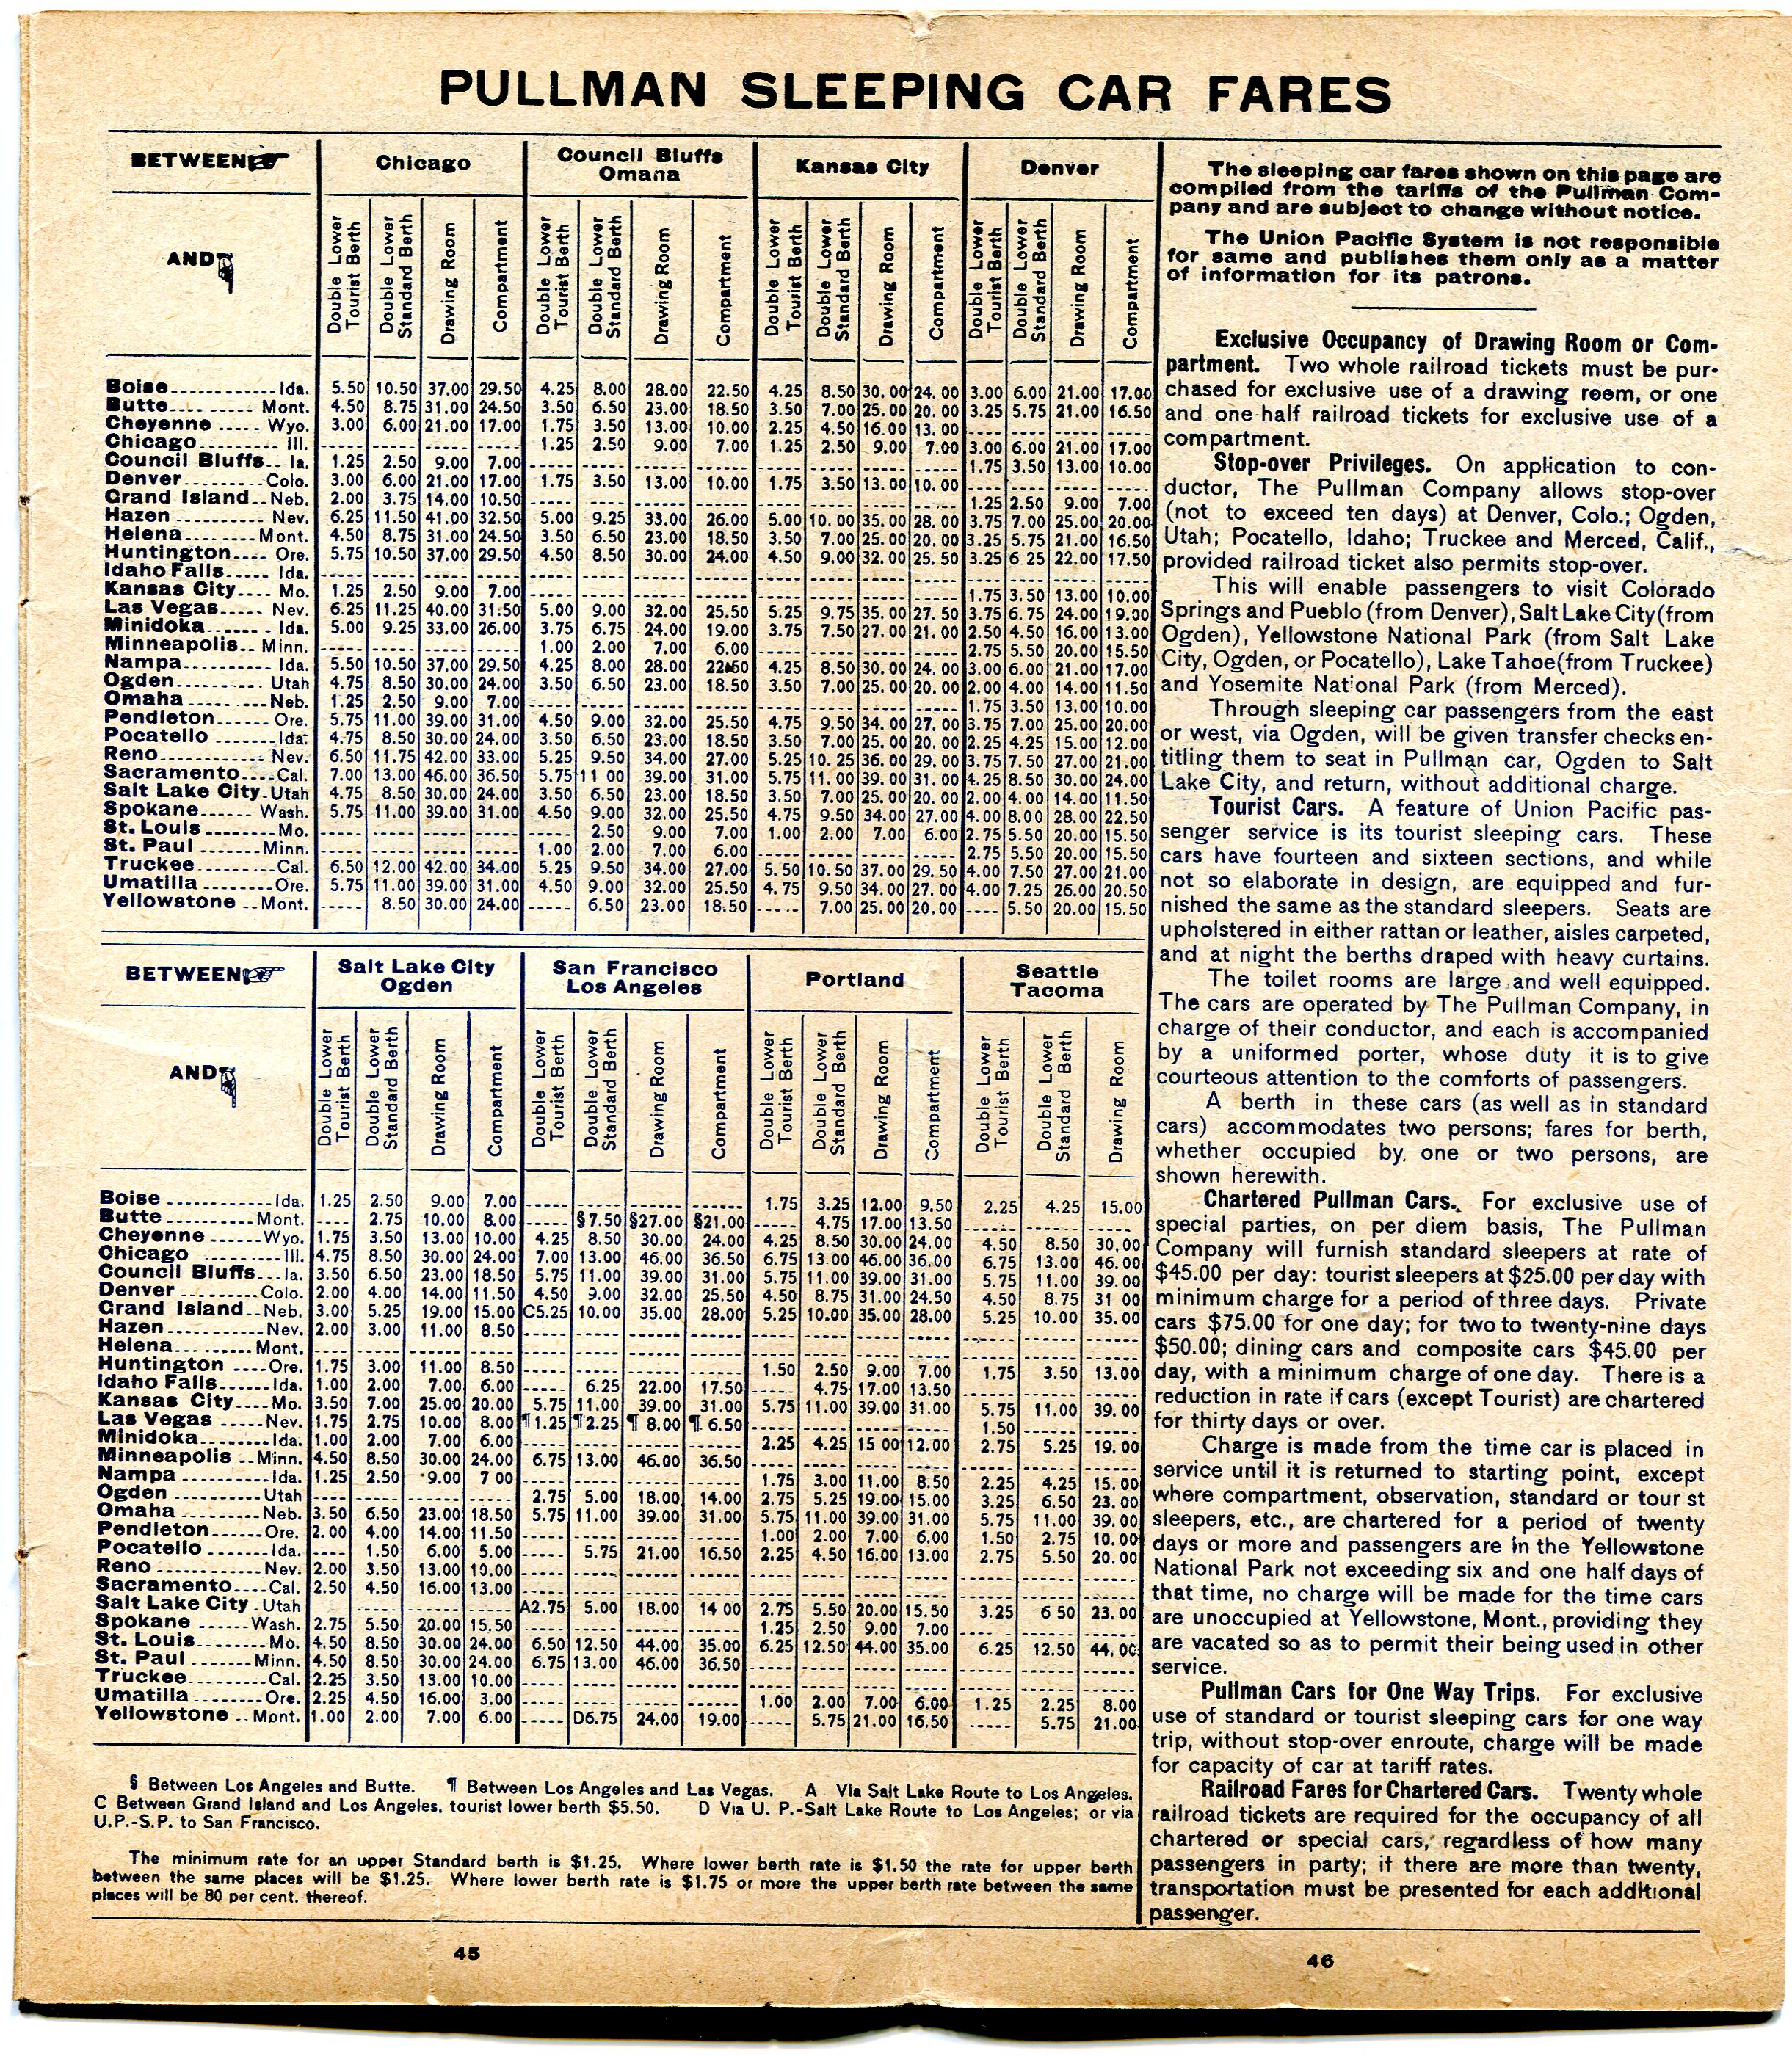 PULLMAN SLEEPING CAR FARES
BETWEEN Chicago Council Bluffs Omaha Kansas City Denver
AND Double Lower Tourist Berth Double Lower Standard Berth Drawing Room Compartment Double Lower Tourist Berth Double Lower Standard Berth Drawing Room Compartment Double Lower Tourist Berth Double Lower Standard Berth Drawing Room Compartment Double Lower Tourist Berth Double Lower Standard Berth Drawing Room Compartment
Boise Ida. 5.50 10.50 37.00 29.50 4.25 8.00 28.00 22.50 4.25 8.50 30.00 24.00 3.00 6.00 21.00 17.00
Butte Mont. 4.50 8.75 31.00 24.50 3.50 6.50 23.00 18.50 3.50 7.00 25.00 20.00 3.25 5.75 21.00 16.50
Cheyenne Wyo. 3.00 6.00 21.00 17.00 1.75 3.50 13.00 10.00 2.25 4.50 16.00 13.00
Chicago Ill. 1.25 2.50 9.00 7.00 1.25 2.50 9.00 7.00 3.00 6.00 21.00 17.00
Council Bluffs Ia. 1.25 2.50 9.00 7.00 1.75 3.50 13.00 10.00
Denver Colo. 3.00 6.00 21.00 17.00 1.75 3.50 13.00 10.00 1.75 3.50 13.00 10.00
Grand Island Neb. 2.00 3.75 14.00 10.50 1.25 2.50 9.00 7.00
Hazen Nev. 6.25 11.50 41.00 32.50 5.00 9.25 33.00 26.00 5.00 10.00 35.00 28.00 3.75 7.00 25.00 20.00
Helena Mont. 4.50 8.75 31.00 24.50 3.50 6.50 23.00 18.50 3.50 7.00 25.00 20.00 3.25 5.75 21.00 16.50
Huntington Ore. 5.75 10.50 37.00 29.50 4.50 8.50 30.00 24.00 4.50 9.00 32.00 25.50 3.25 6 25 22.00 17.50
Idaho Falls Ida.
Kansas City Mo. 1.25 2.50 9.00 7.00 1.75 3.50 13.00 10.00
Las Vegas Nev. 6.25 11.25 40.00 31.50 5.00 9.00 32.00 25.50 5.25 9.75 35.00 27.50 3.75 6.75 24.00 19.00
Minidoka Ida. 5.00 9.25 33.00 26.00 3.75 6.75 24.00 19.00 3.75 7.50 27.00 21.00 2.50 4.50 16.00 13.00
Minneapolis Minn. 1.00 2.00 7.00 6.00 2.75 5.50 20.00 15.50
Nampa Ida. 5.50 10.50 37.00 29.50 4.25 8.00 28.00 22.50 4.25 8.50 30.00 24.00 3.00 6.00 21.00 17.00
Ogden Utah 4.75 8.50 30.00 24.00 3.50 6.50 23.00 18.50 3.50 7.00 25.00 20.00 2.00 4.00 14.00 11.50
Omaha Neb. 1.25 2.50 9.00 7.00 1.75 3.50 13.00 10.00
Pendleton Ore. 5.75 11.00 39.00 31.00 4.50 9.00 32.00 25.50 4.75 9.50 34.00 27.00 3.75 7.00 25.00 20.00
Pocatello Ida. 4.75 8.50 30.00 24.00 3.50 6.50 23.00 18.50 3.50 7.00 25.00 20.00 2.25 4.25 15.00 12.00
Reno Nev. 6.50 11.75 42.00 33.00 5.25 9.50 34.00 27.00 5.25 10.25 36.00 29.00 3.75 7.50 27.00 21.00
Sacramento Cal. 7.00 13.00 46.00 36.50 5.75 11 00 39.00 31.00 5.75 11.00 39.00 31.00 4.25 8.50 30.00 24.00
Salt Lake City Utah 4.75 8.50 30.00 24.00 3.50 6.50 23.00 18.50 3.50 7.00 25.00 20.00 2.00 4.00 14.00 11.50
Spokane Wash. 5.75 11.00 39.00 31.00 4.50 9.00 32.00 25.50 4.75 9.50 34.00 27.00 4.00 8.00 28.00 22.50
St. Louis Mo. 2.50 9.00 7.00 1.00 2.00 7.00 6.00 2.75 5.50 20.00 15.50
St. Paul Minn. 1.00 2.00 7.00 6.00 2.75 5.50 20.00 15.50
Truckee Cal. 6.50 12.00 42.00 34.00 5.25 9.50 34.00 27.00 5.50 10.50 37.00 29.50 4.00 7.50 27.00 21.00
Umatilla Ore. 5.75 11.00 39.00 31.00 4.50 9.00 32.00 25.50 4.75 9.50 34.00 27.00 4.00 7.25 26.00 20.50
Yellowstone Mont. 8.50 30.00 24.00 6.50 23.00 18.50 7.00 25.00 20.00 5.50 20.00 15.50
BETWEEN Salt Lake City Ogden San Francisco Los Angeles Portland Seattle Tacoma
AND Double Lower Tourist Berth Double Lower Standard Berth Drawing Room Compartment Double Lower Tourist Berth Double Lower Standard Berth Drawing Room Compartment Double Lower Tourist Berth Double Lower Standard Berth Drawing Room Compartment Double Lower Tourist Berth Double Lower Standard Berth Drawing Room
Boise Ida. 1.25 2.50 9.00 7.00 1.75 3.25 12.00 9.50 2.25 4.25 15.00
Butte Mont. 2.75 10.00 8.00 §7.50 §27.00 §21.00 4.75 17.00 13.50
Cheyenne Wyo. 1.75 3.50 13.00 10.00 4.25 8.50 30.00 24.00 4.25 8.50 30.00 24.00 4.50 8.50 30,00
Chicago Ill. 4.75 8.50 30.00 24.00 7.00 13.00 46.00 36.50 6.75 13.00 46.00 36.00 6.75 13.00 46.00
Council Bluffs Ia. 3.50 6.50 23.00 18.50 5.75 11.00 39.00 31.00 5.75 11.00 39.00 31.00 5.75 11.00 39.00
Denver Colo. 2.00 4.00 14.00 11.50 4.50 9.00 32.00 25.50 4.50 8.75 31.00 24.50 4.50 8.75 31 00
Grand Island Neb. 3.00 5.25 19.00 15.00 C5.25 10.00 35.00 28.00 5.25 10.00 35.00 28.00 5.25 10.00 35.00
Hazen Nev. 2.00 3.00 11.00 8.50
Helena Mont.
Huntington Ore. 1.75 3.00 11.00 8.50 1.50 2.50 9.00 7.00 1.75 3.50 13.00
Idaho Falls Ida. 1.00 2.00 7.00 6.00 6.25 22.00 17.50 4.75 17.00 13.50
Kansas City Mo. 3.50 7.00 25.00 20.00 5.75 11.00 39.00 31.00 5.75 11.00 39.00 31.00 5.75 11.00 39.00
Las Vegas Nev. 1.75 2.75 10.00 8.00 ¶1.25 ¶2.25 ¶ 8.00 ¶ 6.50 1.50
Minidoka Ida. 1.00 2.00 7.00 6.00 2.25 4.25 15 00 12.00 2.75 5.25 19.00
Minneapolis Minn. 4.50 8.50 30.00 24.00 6.75 13.00 46.00 36.50
Nampa Ida. 1.25 2.50 9.00 7 00 1.75 3.00 11.00 8.50 2.25 4.25 15.00
Ogden Utah 2.75 5.00 18.00 14.00 2.75 5.25 19.00 15.00 3.25 6.50 23.00
Omaha Neb. 3.50 6.50 23.00 18.50 5.75 11.00 39.00 31.00 5.75 11.00 39.00 31.00 5.75 11.00 39.00
Pendleton Ore. 2.00 4.00 14.00 11.50 1.00 2.00 7.00 6.00 1.50 2.75 10.00
Pocatello Ida. 1.50 6.00 5.00 5.75 21.00 16.50 2.25 4.50 16.00 13.00 2.75 5.50 20.00
Reno Nev. 2.00 3.50 13.00 10.00
Sacramento Cal. 2.50 4.50 16.00 13.00
Salt Lake City Utah A2.75 5.00 18.00 14 00 2.75 5.50 20.00 15.50 3.25 6 50 23.00
Spokane Wash. 2.75 5.50 20.00 15.50 1.25 2.50 9.00 7.00
St. Louis Mo. 4.50 8.50 30.00 24.00 6.50 12.50 44.00 35.00 6.25 12.50 44.00 35.00 6.25 12.50 44.00
St. Paul Minn. 4.50 8.50 30.00 24.00 6.75 13.00 46.00 36.50
Truckee Cal. 2.25 3.50 13.00 10.00
Umatilla Ore. 2.25 4.50 16.00 3.00 1.00 2.00 7.00 6.00 1.25 2.25 8.00
Yellowstone Mont. 1.00 2.00 7.00 6.00 D6.75 24.00 19.00 5.75 21.00 16.50 5.75 21.00
§ Between Los Angeles and Butte. ¶ Between Los Angeles and Las Vegas. A Via Salt Lake Route to Los Angeles.
C Between Grand Island and Los Angeles, tourist lower berth $5.50. D Via U. P.-Salt Lake Route to Los Angeles; or via
U.P.-S.P. to San Francisco.
The minimum rate for an upper Standard berth is $1.25. Where lower berth rate is $1.50 the rate for upper berth
between the same places will be $1.25. Where lower berth rate is $1.75 or more the upper berth rate between the same
places will be 80 per cent. thereof.
45
The sleeping car fares shown on this page are
compiled from the tariffs of the Pullman Com-
pany and are subject to change without notice.
The Union Pacific System is not responsible
for same and publishes them only as a matter
of information for its patrons.
Exclusive Occupancy of Drawing Room or Com-
partment. Two whole railroad tickets must be pur-
chased for exclusive use of a drawing room, or one
and one-half railroad tickets for exclusive use of a
compartment.
Stop-over Privileges. On application to con-
ductor, The Pullman Company allows stop-over
(not to exceed ten days) at Denver, Colo.; Ogden,
Utah; Pocatello, Idaho; Truckee and Merced, Calif.,
provided railroad ticket also permits stop-over.
This will enable passengers to visit Colorado
Springs and Pueblo (from Denver), Salt Lake City (from
Ogden), Yellowstone National Park (from Salt Lake
City, Ogden, or Pocatello), Lake Tahoe (from Truckee)
and Yosemite National Park (from Merced).
Through sleeping car passengers from the east
or west, via Ogden, will be given transfer checks en-
titling them to seat in Pullman car, Ogden to Salt
Lake City, and return, without additional charge.
Tourist Cars. A feature of Union Pacific pas-
senger service is its tourist sleeping cars. These
cars have fourteen and sixteen sections, and while
not so elaborate in design, are equipped and fur-
nished the same as the standard sleepers. Seats are
upholstered in either rattan or leather, aisles carpeted,
and at night the berths draped with heavy curtains.
The toilet rooms are large and well equipped.
The cars are operated by The Pullman Company, in
charge of their conductor, and each is accompanied
by a uniformed porter, whose duty it is to give
courteous attention to the comforts of passengers.
A berth in these cars (as well as in standard
cars) accommodates two persons; fares for berth,
whether occupied by one or two persons, are
shown herewith.
Chartered Pullman Cars. For exclusive use of
special parties, on per diem basis, The Pullman
Company will furnish standard sleepers at rate of
$45.00 per day: tourist sleepers at $25.00 per day with
minimum charge for a period of three days. Private
cars $75.00 for one day; for two to twenty-nine days
$50.00; dining cars and composite cars $45.00 per
day, with a minimum charge of one day. There is a
reduction in rate if cars (except Tourist) are chartered
for thirty days or over.
Charge is made from the time car is placed in
service until it is returned to starting point, except
where compartment, observation, standard or tour st
sleepers, etc., are chartered for a period of twenty
days or more and passengers are in the Yellowstone
National Park not exceeding six and one half days of
that time, no charge will be made for the time cars
are unoccupied at Yellowstone, Mont., providing they
are vacated so as to permit their being used in other
service.
Pullman Cars for One Way Trips. For exclusive
use of standard or tourist sleeping cars for one way
trip, without stop-over enroute, charge will be made
for capacity of car at tariff rates.
Railroad Fares for Chartered Cars. Twenty whole
railroad tickets are required for the occupancy of all
chartered or special cars, regardless of how many
passengers in party; if there are more than twenty,
transportation must be presented for each additional
passenger.
46